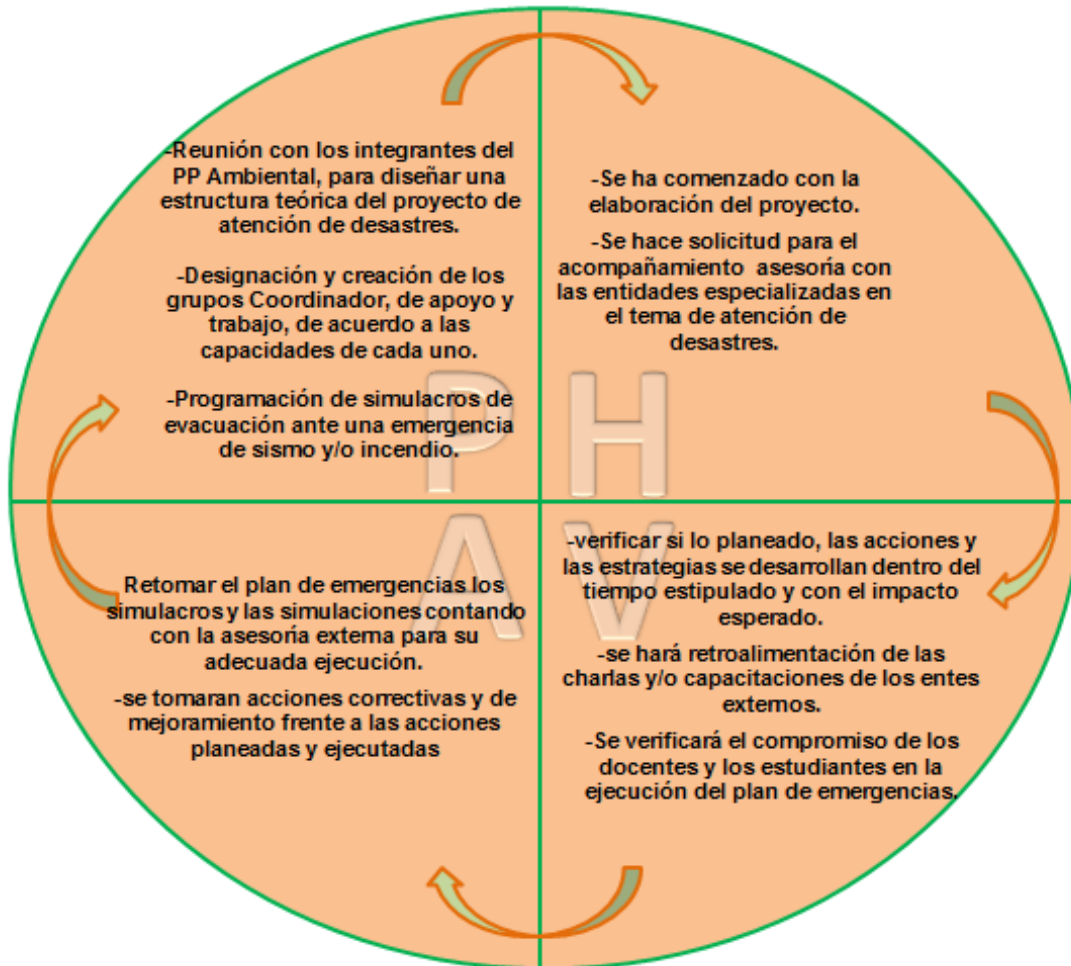 -Reunión con los integrantes del
PP Ambiental, para diseñar una
estructura teórica del proyecto de
atención de desastres.
-Designación y creación de los
grupos Coordinador, de apoyo y
trabajo, de acuerdo a las
capacidades de cada uno.
-Programación de simulacros de
evacuación ante una emergencia
de sismo y/o incendio.
P
-Se ha comenzado con la
elaboración del proyecto.
-Se hace solicitud para el
acompañamiento asesoría con
las entidades especializadas en
el tema de atención de
desastres.
H
Retomar el plan de emergencias los
simulacros y las simulaciones contando
con la asesoría externa para su
adecuada ejecución.
-se tomaran acciones correctivas y de
mejoramiento frente a las acciones
planeadas y ejecutadas
A
-verificar si lo planeado, las acciones y
las estrategias se desarrollan dentro del
tiempo estipulado y con el impacto
esperado.
-se hará retroalimentación de las
charlas y/o capacitaciones de los entes
externos.
-Se verificará el compromiso de los
docentes y los estudiantes en la
ejecución del plan de emergencias.
V